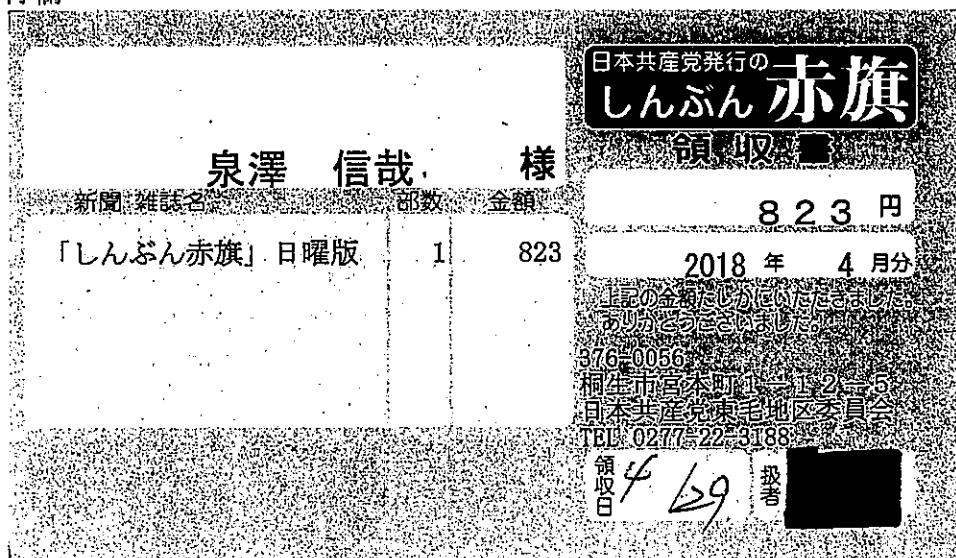 泉澤 信哉 様
新聞 雑誌名 部数 金額
「しんぶん赤旗」日曜版 1 823
日本共産党発行の
しんぶん 赤旗
領収書
823 円
2018 年 4 月分
上記の金額たしかにいただきました。
ありがとうございました。
376-0056
桐生市宮本町1-12-5
日本共産党東毛地区委員会
TEL 0277-22-3188
領収日 4/29 扱者